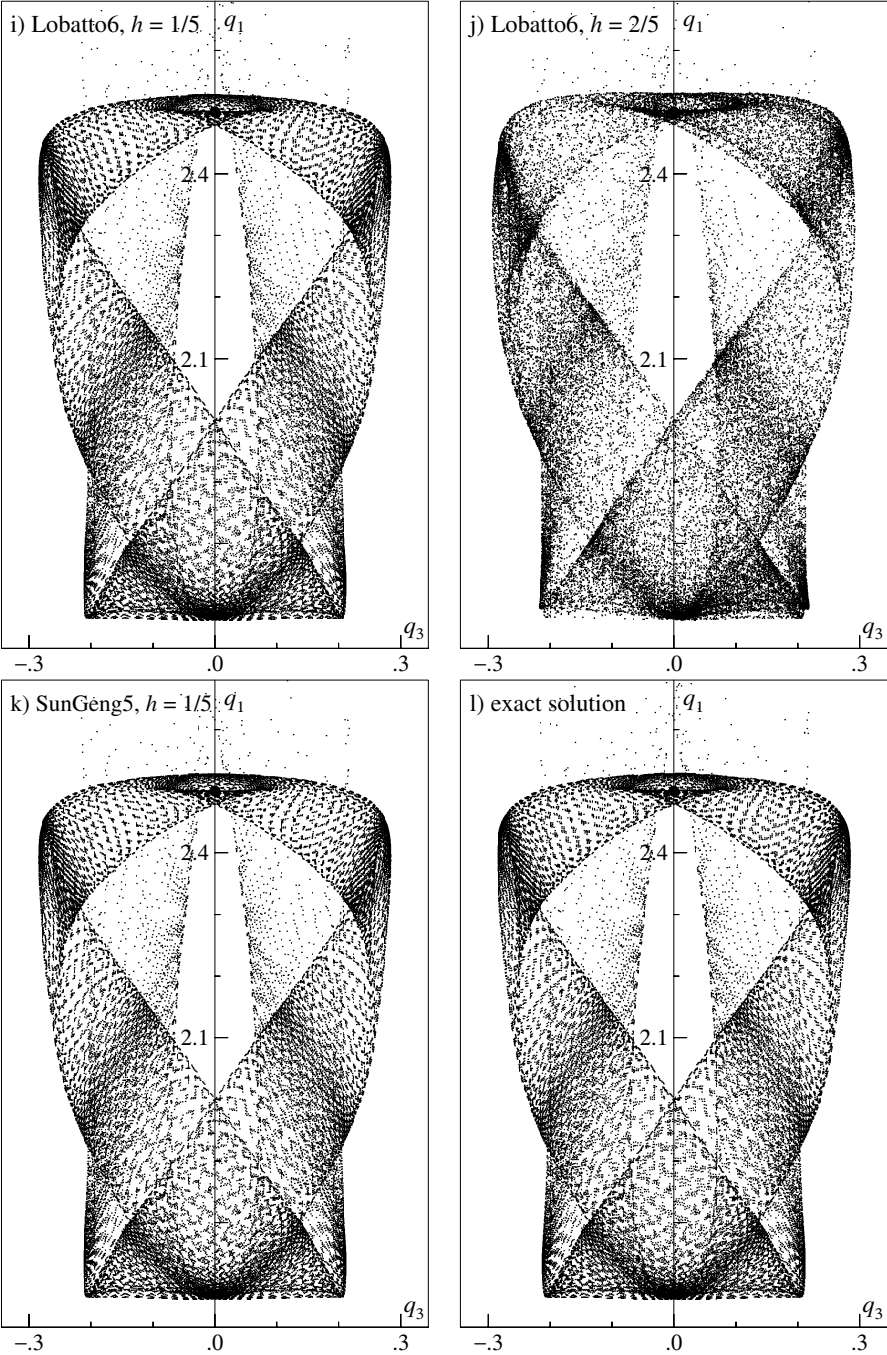 i) Lobatto6, h = 1/5 q1
2.4
2.1
q3
−.3 .0 .3
j) Lobatto6, h = 2/5 q1
2.4
2.1
q3
−.3 .0 .3
k) SunGeng5, h = 1/5 q1
2.4
2.1
q3
−.3 .0 .3
l) exact solution q1
2.4
2.1
q3
−.3 .0 .3